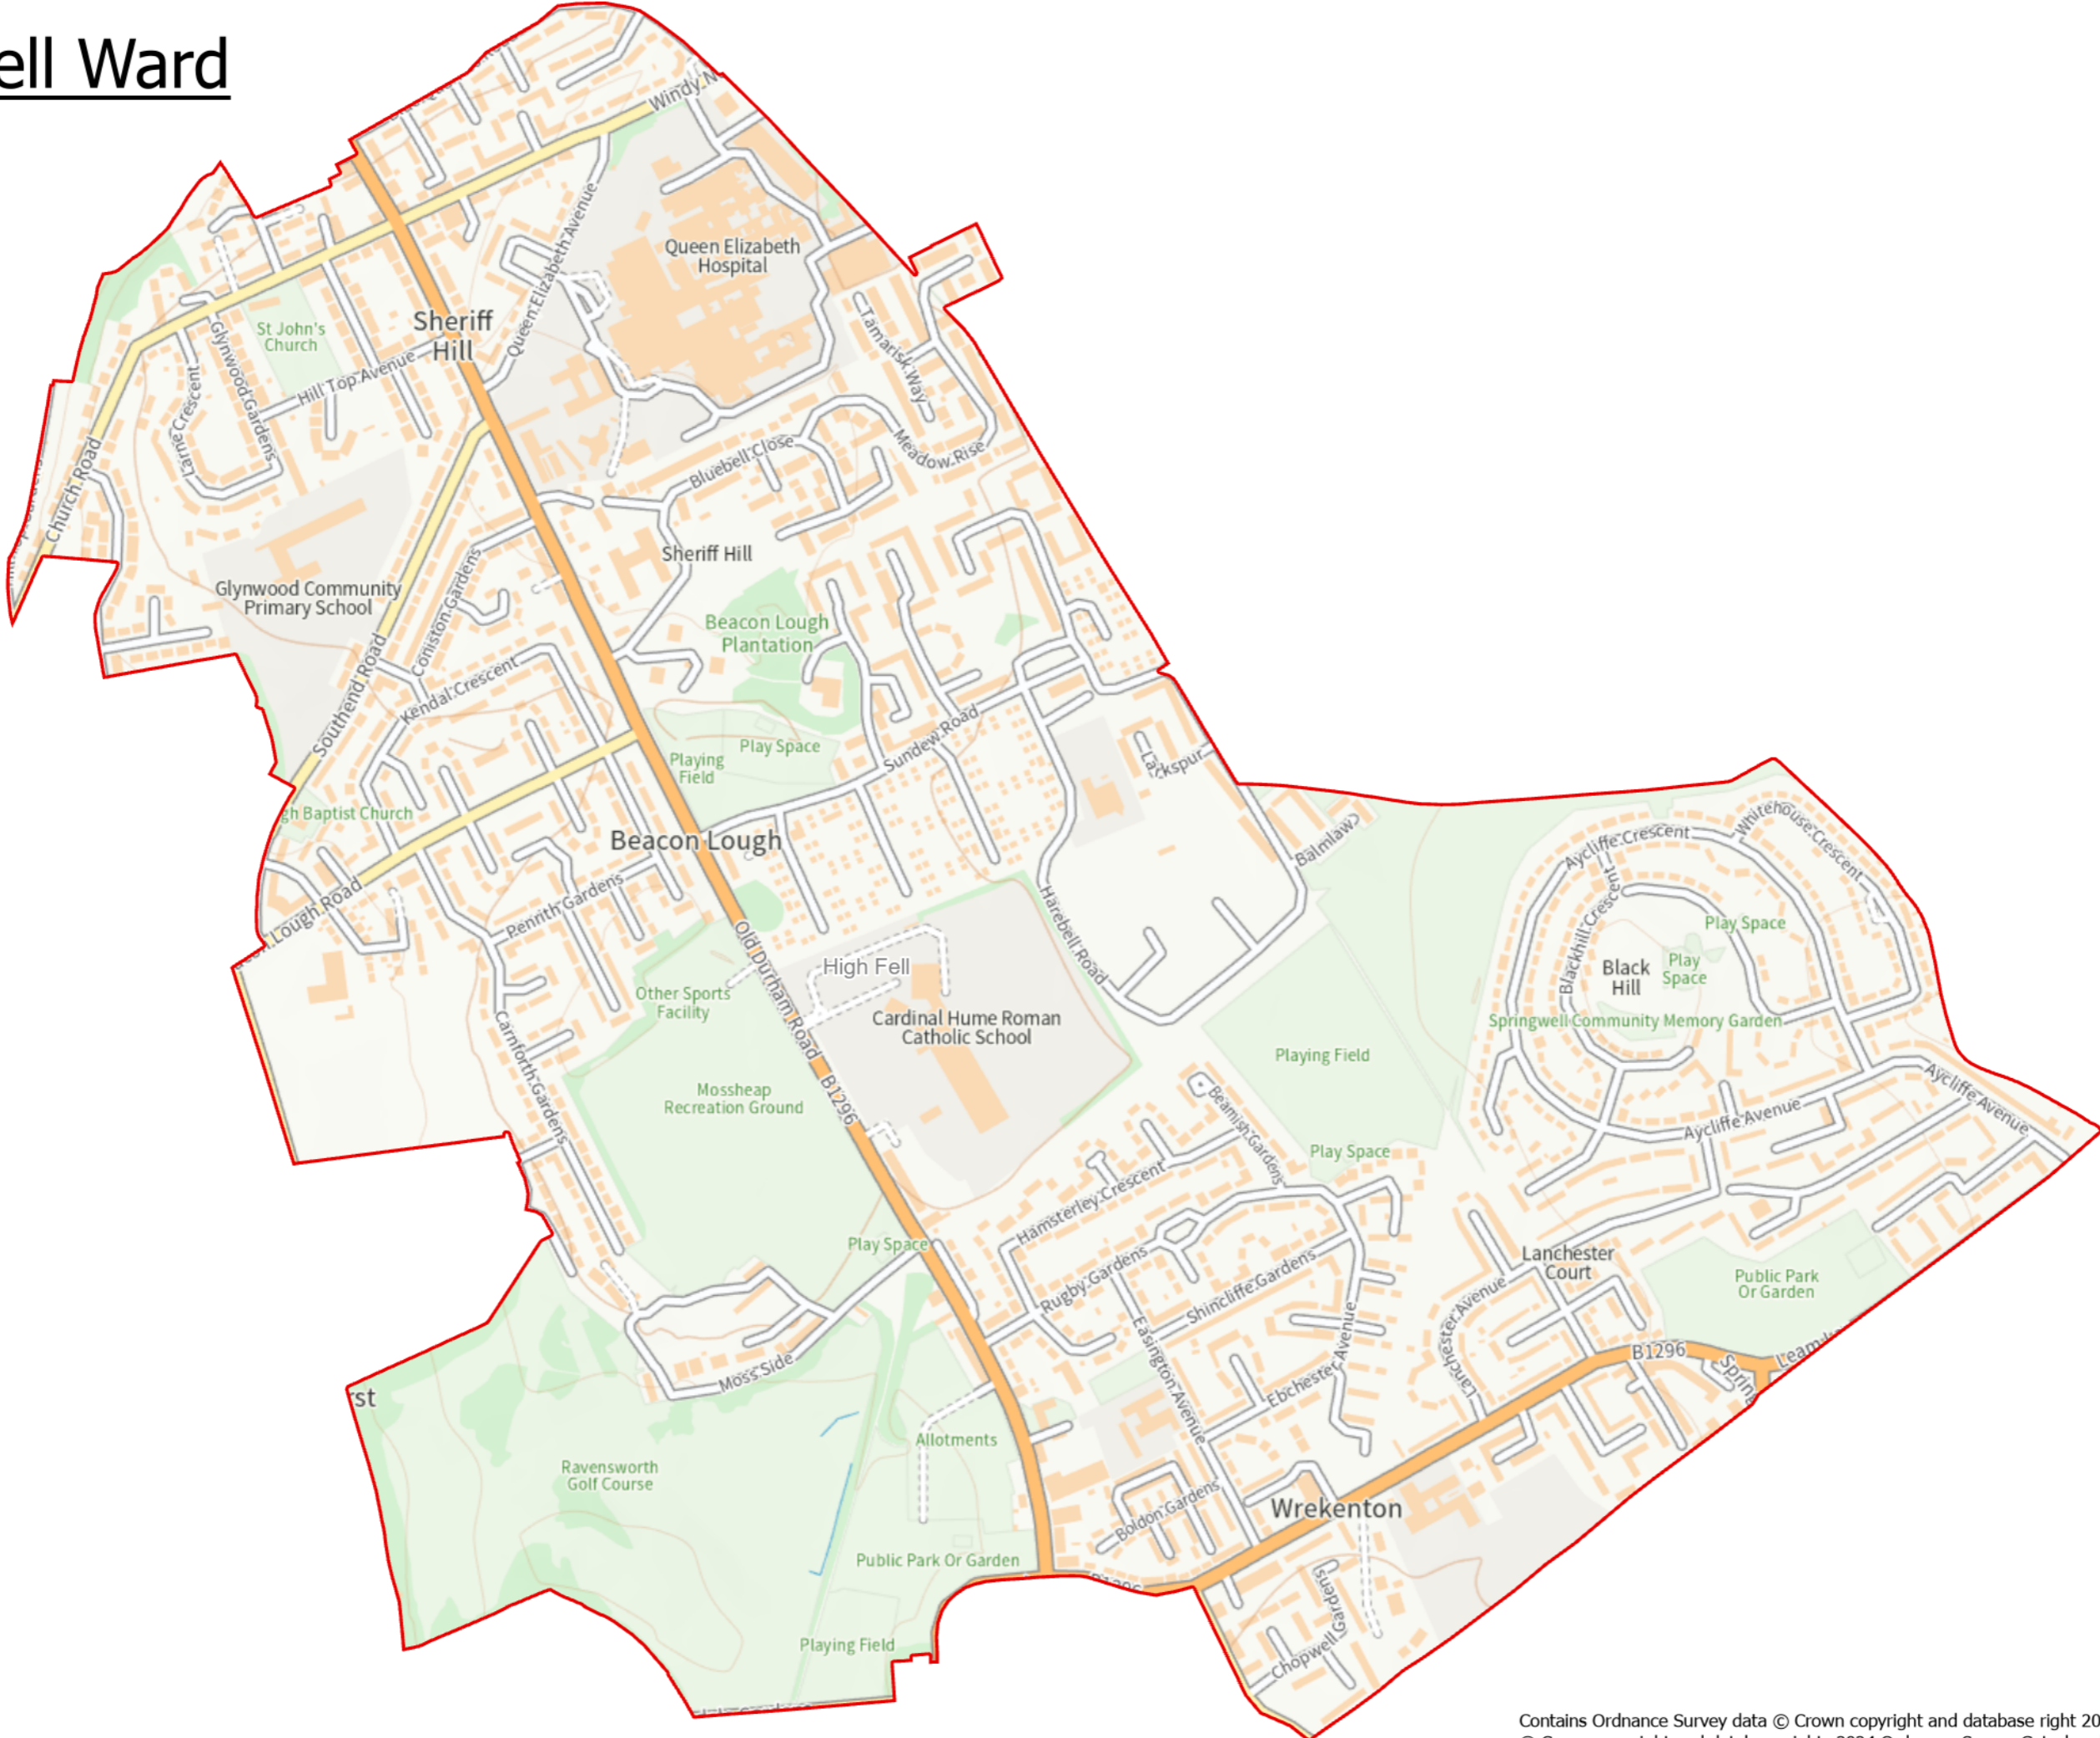 ell Ward
Windy N
Queen Elizabeth Avenue
Queen Elizabeth
Hospital
Sheriff
Hill
St John's
Church
Glynwood Gardens
Larne Crescent
Hill Top Avenue
Tamarisk Way
Church Road
Bluebell Close
Meadow Rise
Sheriff Hill
Glynwood Community
Primary School
Coniston Gardens
Beacon Lough
Plantation
Southend Road
Kendal Crescent
Sundew Road
Play Space
Playing
Field
Larkspur
gh Baptist Church
Beacon Lough
Balmlaw
Aycliffe Crescent
Whitehouse Crescent
Lough Road
Penrith Gardens
Blackhill Crescent
Play Space
Old Durham Road
Harebell Road
High Fell
Black
Hill
Play
Space
Other Sports
Facility
Cardinal Hume Roman
Catholic School
Springwell Community Memory Garden
Carnforth Gardens
Playing Field
Mossheap
Recreation Ground
B1296
Beamish Gardens
Aycliffe Avenue
Aycliffe Avenue
Play Space
Hamsterley Crescent
Play Space
Rugby Gardens
Shincliffe Gardens
Lanchester
Court
Public Park
Or Garden
Lanchester Avenue
Easington Avenue
Ebchester Avenue
B1296
Leam
Spring
Moss Side
rst
Allotments
Ravensworth
Golf Course
Boldon Gardens
Wrekenton
Public Park Or Garden
B1296
Chopwell Gardens
Playing Field
Contains Ordnance Survey data © Crown copyright and database right 20